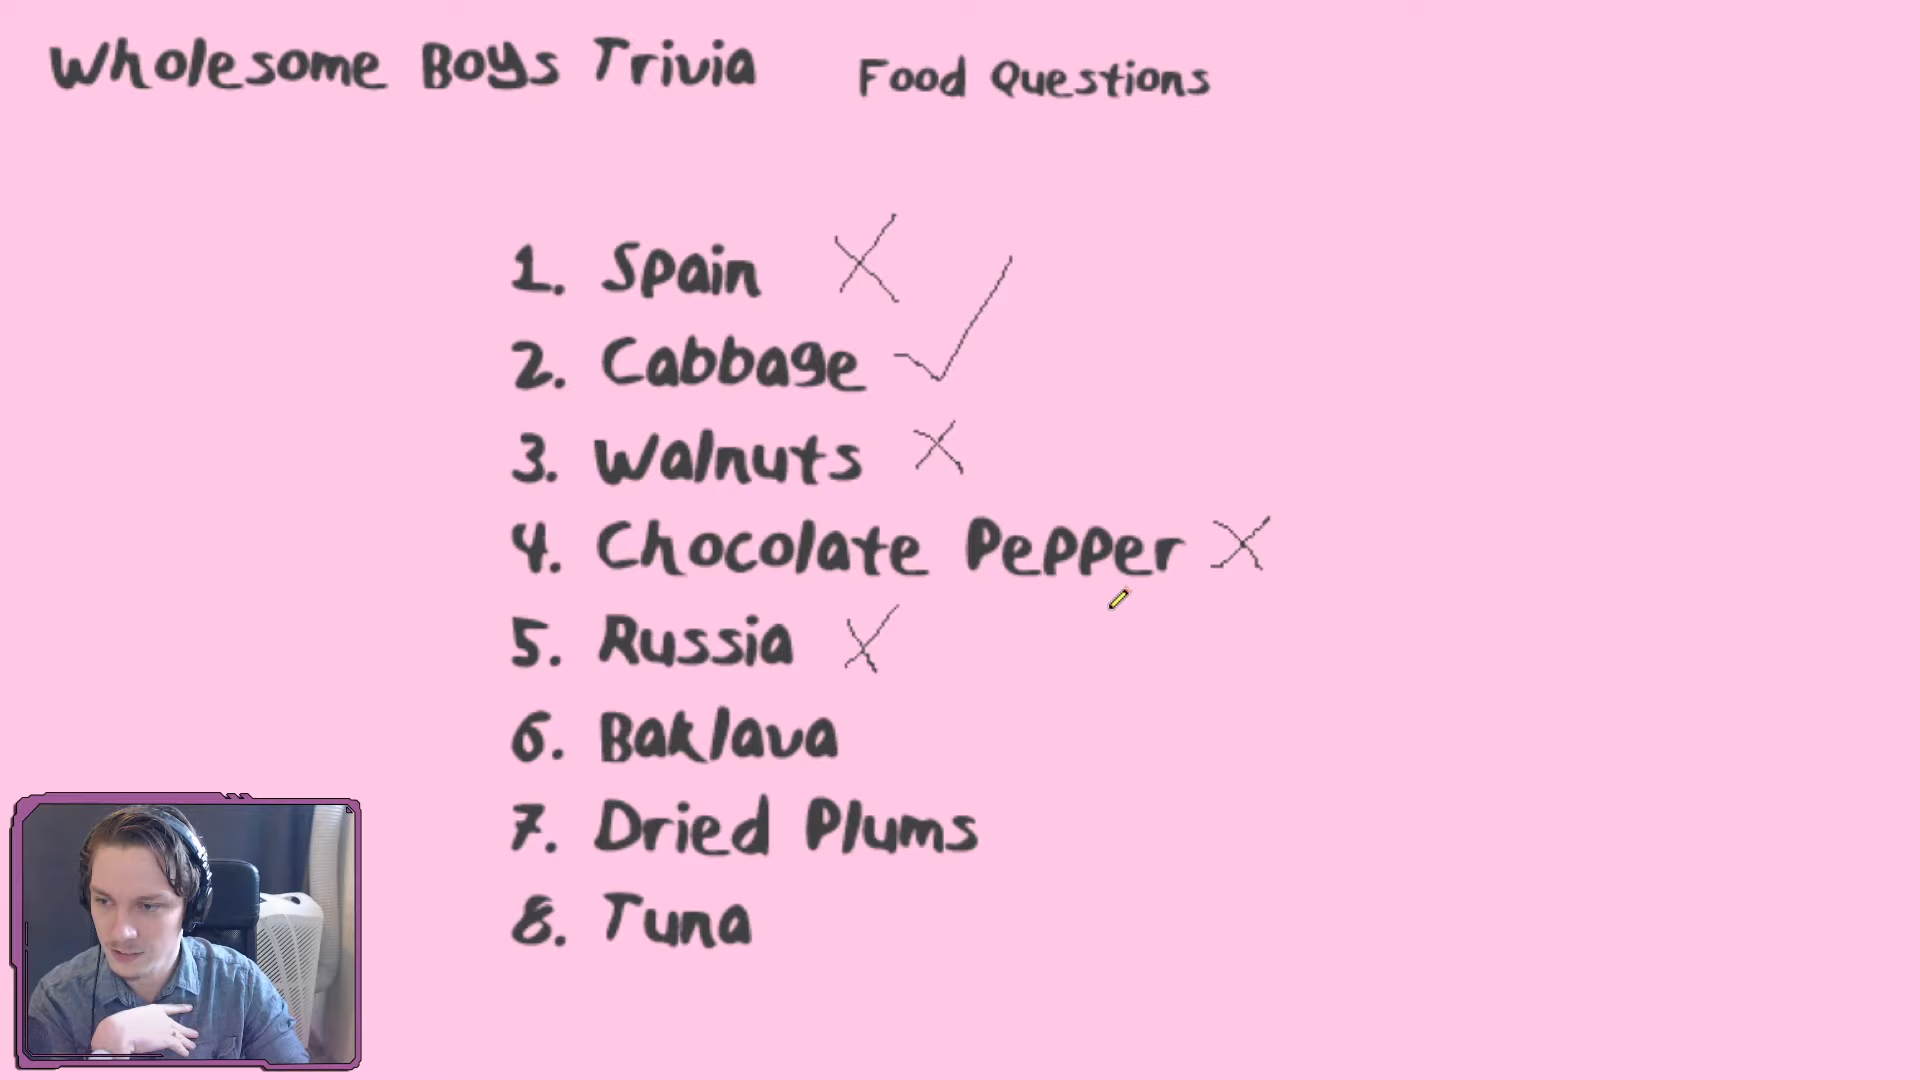 Wholesome Boys Trivia Food Questions
1. Spain
2. Cabbage
3. Walnuts
4. Chocolate Pepper
5. Russia
6. Baklava
7. Dried Plums
8. Tuna